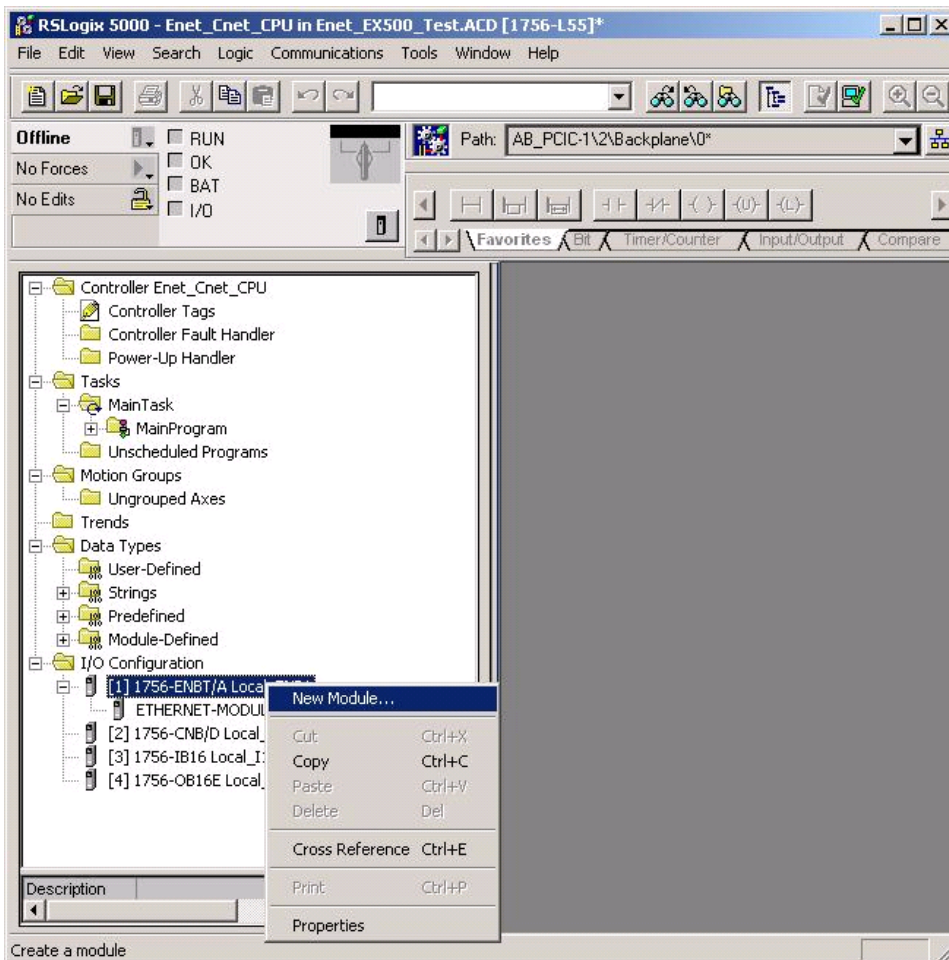 RSLogix 5000 - Enet_Cnet_CPU in Enet_EX500_Test.ACD [1756-L55]*
File Edit View Search Logic Communications Tools Window Help
Offline
RUN
Path: AB_PCIC-1\2\Backplane\0*
No Forces
OK
No Edits
BAT
I/O
Favorites Bit Timer/Counter Input/Output Compare
Controller Enet_Cnet_CPU
Controller Tags
Controller Fault Handler
Power-Up Handler
Tasks
MainTask
MainProgram
Unscheduled Programs
Motion Groups
Ungrouped Axes
Trends
Data Types
User-Defined
Strings
Predefined
Module-Defined
I/O Configuration
[1] 1756-ENBT/A Local
ETHERNET-MODUL
[2] 1756-CNB/D Local_
[3] 1756-IB16 Local_I
[4] 1756-OB16E Local_
New Module...
Cut Ctrl+X
Copy Ctrl+C
Paste Ctrl+V
Delete Del
Cross Reference Ctrl+E
Print Ctrl+P
Properties
Description
Create a module